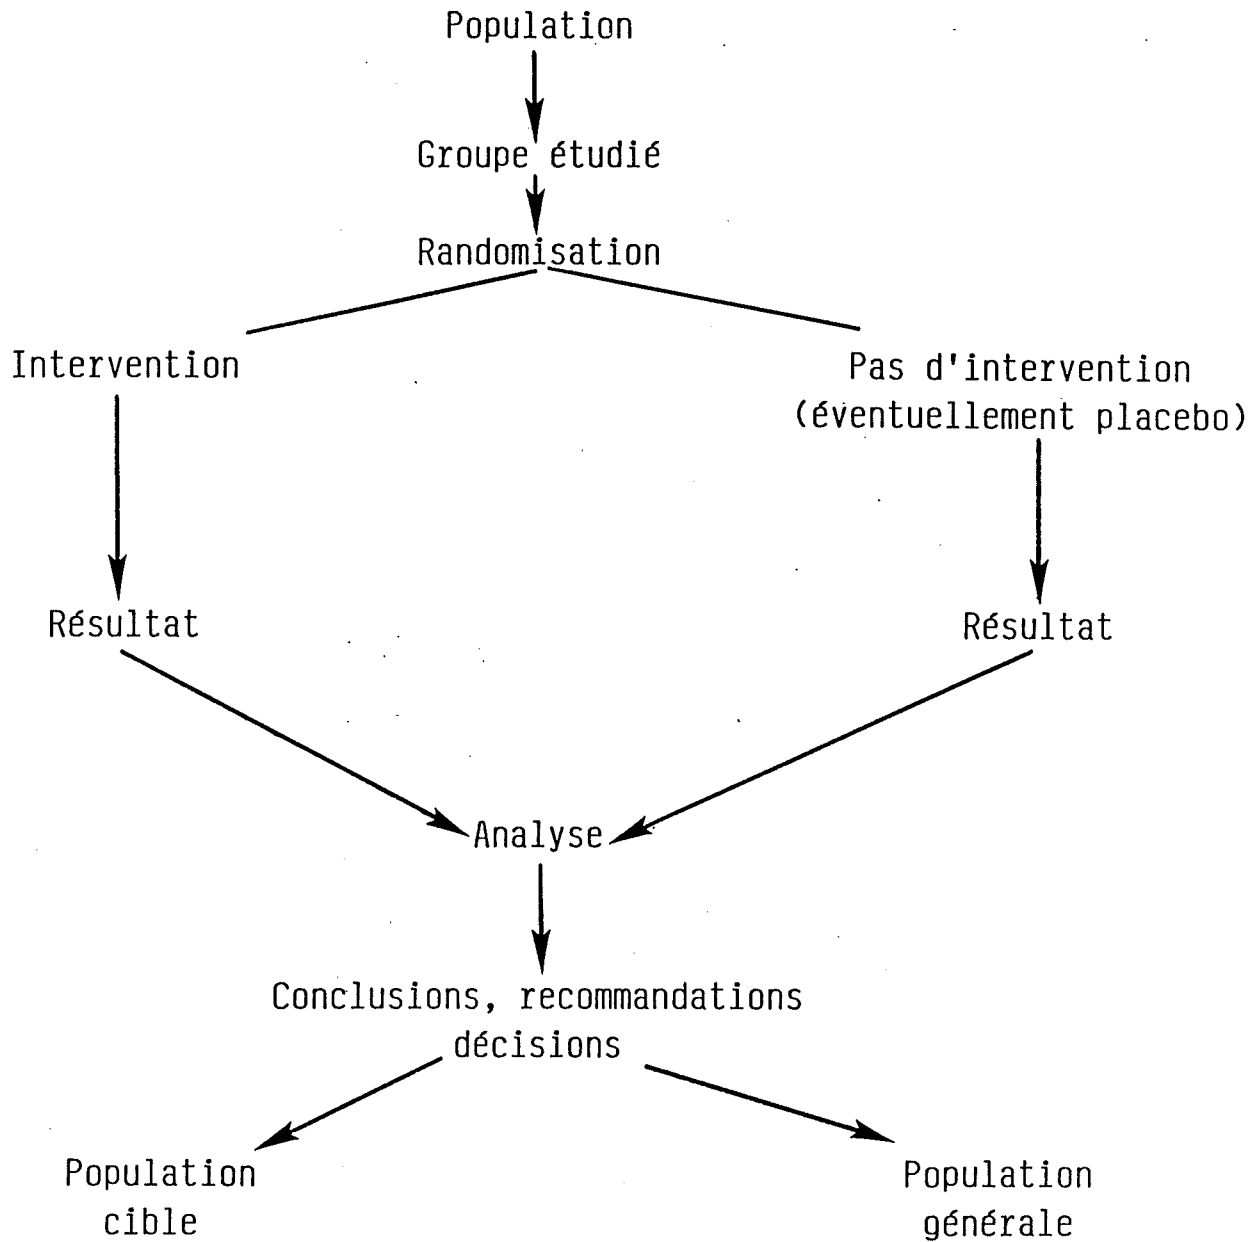 Population
Groupe étudié
Randomisation
Intervention
Pas d'intervention
(éventuellement placebo)
Résultat
Résultat
Analyse
Conclusions, recommandations
décisions
Population
cible
Population
générale